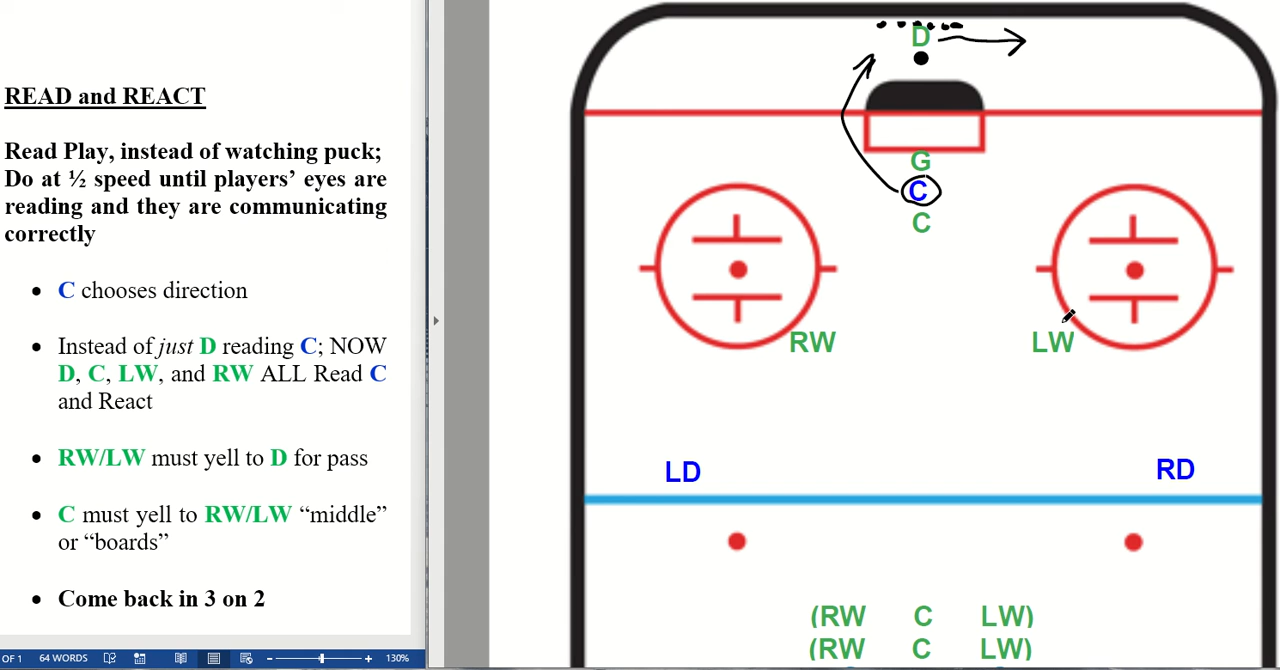 READ and REACT
Read Play, instead of watching puck;
Do at ½ speed until players’ eyes are
reading and they are communicating
correctly
• C chooses direction
• Instead of just D reading C; NOW
D, C, LW, and RW ALL Read C
and React
• RW/LW must yell to D for pass
• C must yell to RW/LW “middle”
or “boards”
• Come back in 3 on 2
OF 1 64 WORDS 130%
D
G
C
C
RW LW
LD RD
(RW C LW)
(RW C LW)